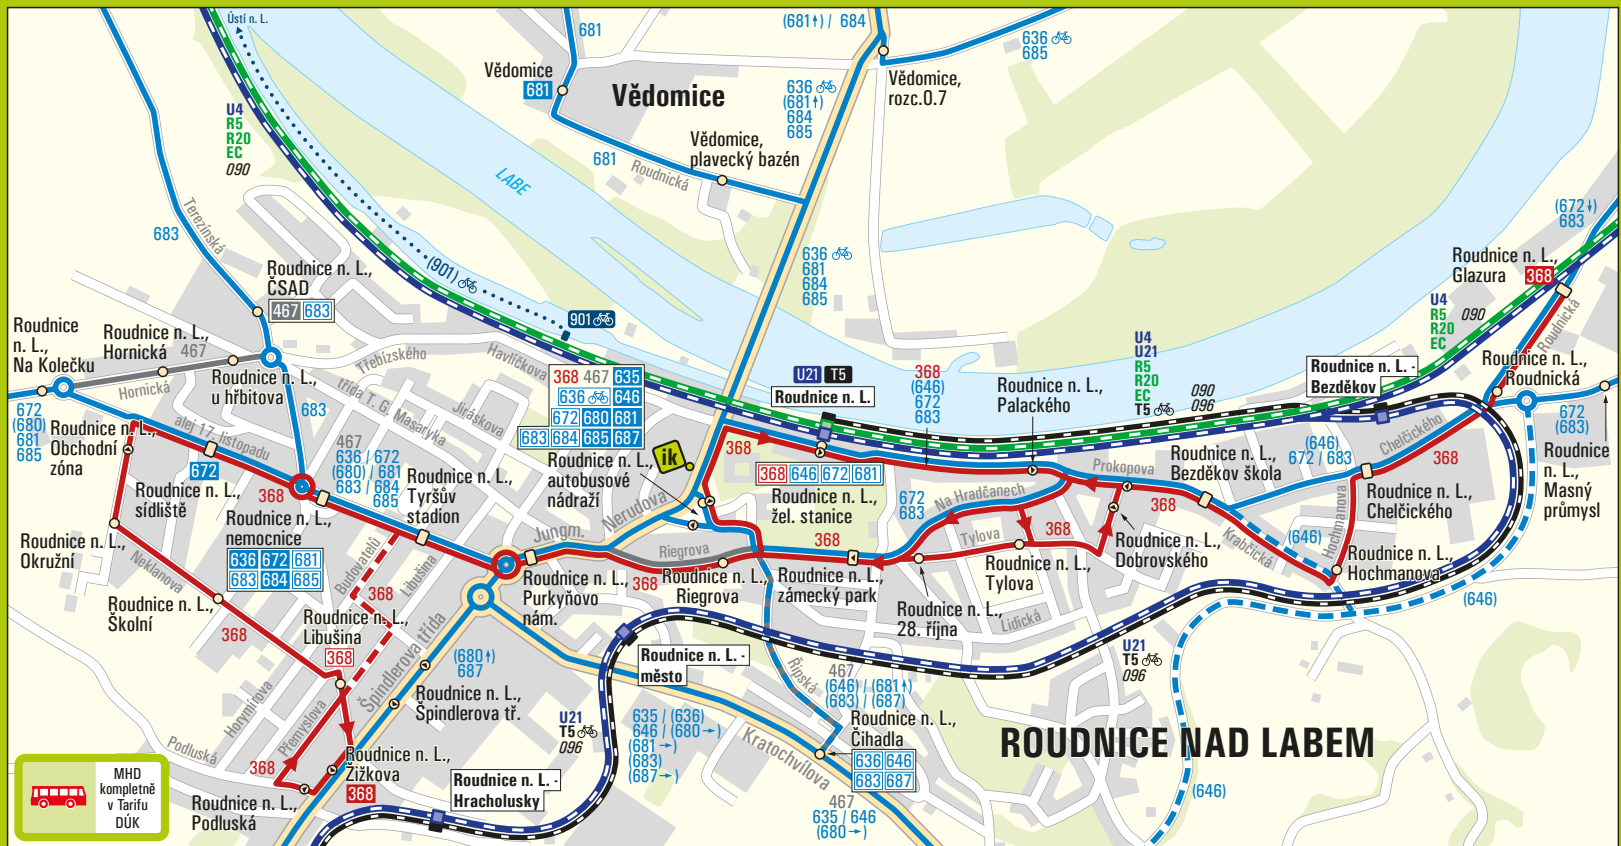 Ústí n. L.
681
(681↑) / 684
636
685
Vědomice
681
Vědomice
636
(681↑)
684
685
Vědomice,
rozc.0.7
U4
R5
R20
EC
090
Vědomice,
plavecký bazén
681
Roudnická
LABE
Terezínská
683
(672↓)
683
(901)
636
681
684
685
Roudnice n. L.,
Glazura
368
Roudnice n. L.,
ČSAD
467 683
U4
R5
R20
EC
090
Roudnická
901
Roudnice
n. L.,
Na Kolečku
Roudnice n. L.,
Hornická
467
Hornická
Třebízského
Havlíčkova
U4
U21
R5
R20
EC
T5
090
096
Roudnice n. L. -
Bezděkov
Roudnice n. L.,
Roudnická
Roudnice n. L.,
u hřbitova
třída T. G. Masaryka
Jiráskova
368 467 635
636 646
672 680 681
683 684 685 687
U21 T5
Roudnice n. L.
368
(646)
672
683
Roudnice n. L.,
Palackého
672
(680)
681
685
683
alej 17. listopadu
672
(683)
Roudnice n. L.,
Obchodní
zóna
672
467
636 / 672
(680) / 681
683 / 684
685
ik
368
Chelčického
(646)
672 / 683
368
Roudnice n. L.,
autobusové
nádraží
368 646 672 681
Prokopova
Roudnice n. L.,
Bezděkov škola
Roudnice
n. L.,
Masný
průmysl
Roudnice n. L.,
sídliště
368
Roudnice n. L.,
Tyršův
stadion
Roudnice n. L.,
žel. stanice
672
683
Na Hradčanech
368
Roudnice n. L.,
Chelčického
Roudnice n. L.,
nemocnice
636 672 681
683 684 685
Jungm.
Nerudova
368
Tylova
368
Krabčická
(646)
Hochmanova
Roudnice n. L.,
Okružní
Neklanova
Budovatelů
Libušina
Riegrova
368
Roudnice n. L.,
Riegrova
Roudnice n. L.,
Dobrovského
Roudnice n. L.,
Tylova
Roudnice n. L.,
Hochmanova
Roudnice n. L.,
Purkyňovo
nám.
Roudnice n. L.,
zámecký park
(646)
Roudnice n. L.,
Školní
368
Roudnice n. L.,
Libušina
368
Roudnice n. L.,
28. října
Lidická
368
Špindlerova třída
(680↑)
687
Roudnice n. L. -
město
Řípská
467
(646) / (681↑)
(683) / (687)
U21
T5
096
Horymírova
Přemyslova
Roudnice n. L.,
Špindlerova tř.
U21
T5
096
635 / (636)
646 / (680→)
(681→)
(683)
(687→)
Roudnice n. L.,
Čihadla
636 646
683 687
ROUDNICE NAD LABEM
Podluská
368
Roudnice n. L.,
Žižkova
368
Kratochvílova
MHD
kompletně
v Tarifu
DÚK
Roudnice n. L.,
Podluská
Roudnice n. L. -
Hracholusky
467
635 / 646
(680→)
(646)